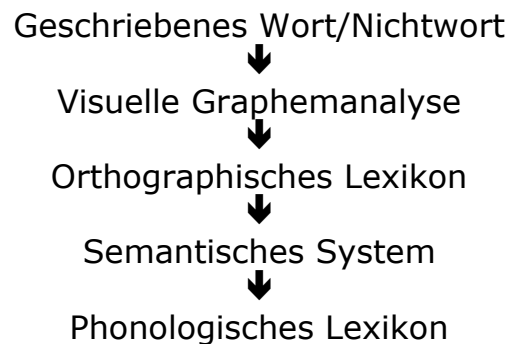 Geschriebenes Wort/Nichtwort
Visuelle Graphemanalyse
Orthographisches Lexikon
Semantisches System
Phonologisches Lexikon